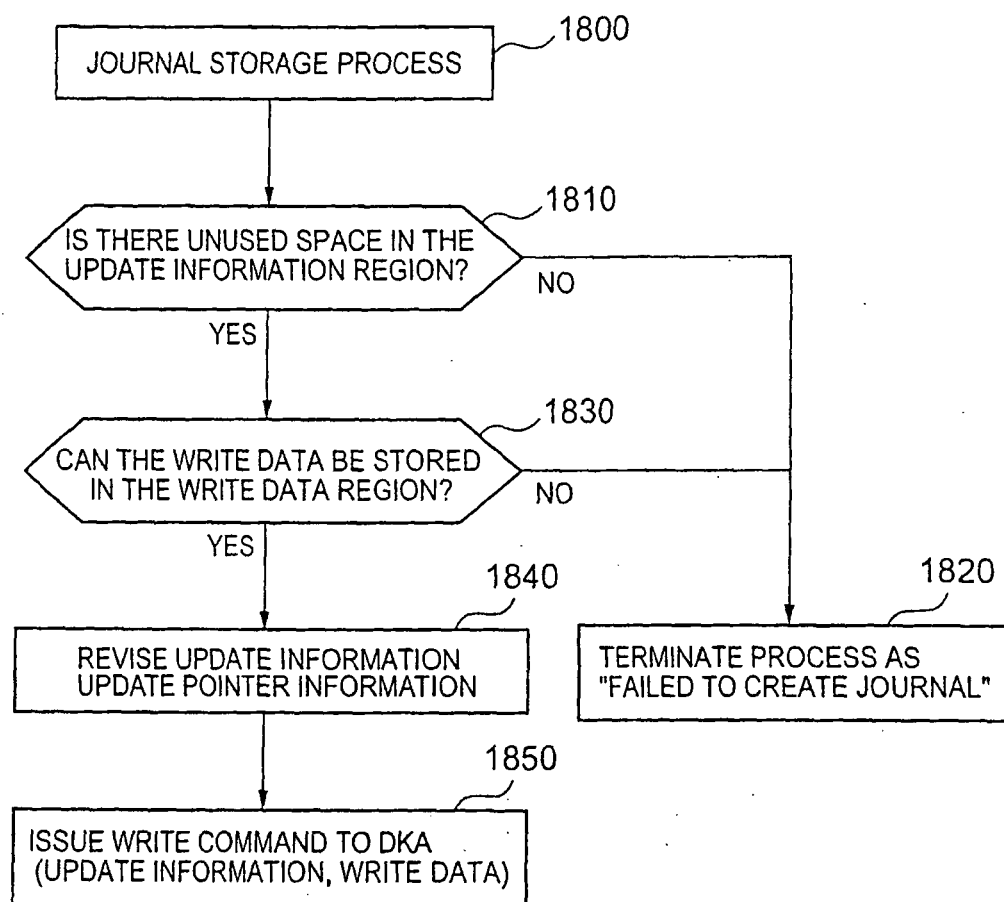 1800
JOURNAL STORAGE PROCESS
1810
IS THERE UNUSED SPACE IN THE
UPDATE INFORMATION REGION?
NO
YES
1830
CAN THE WRITE DATA BE STORED
IN THE WRITE DATA REGION?
NO
YES
1840
REVISE UPDATE INFORMATION
UPDATE POINTER INFORMATION
1820
TERMINATE PROCESS AS
"FAILED TO CREATE JOURNAL"
1850
ISSUE WRITE COMMAND TO DKA
(UPDATE INFORMATION, WRITE DATA)